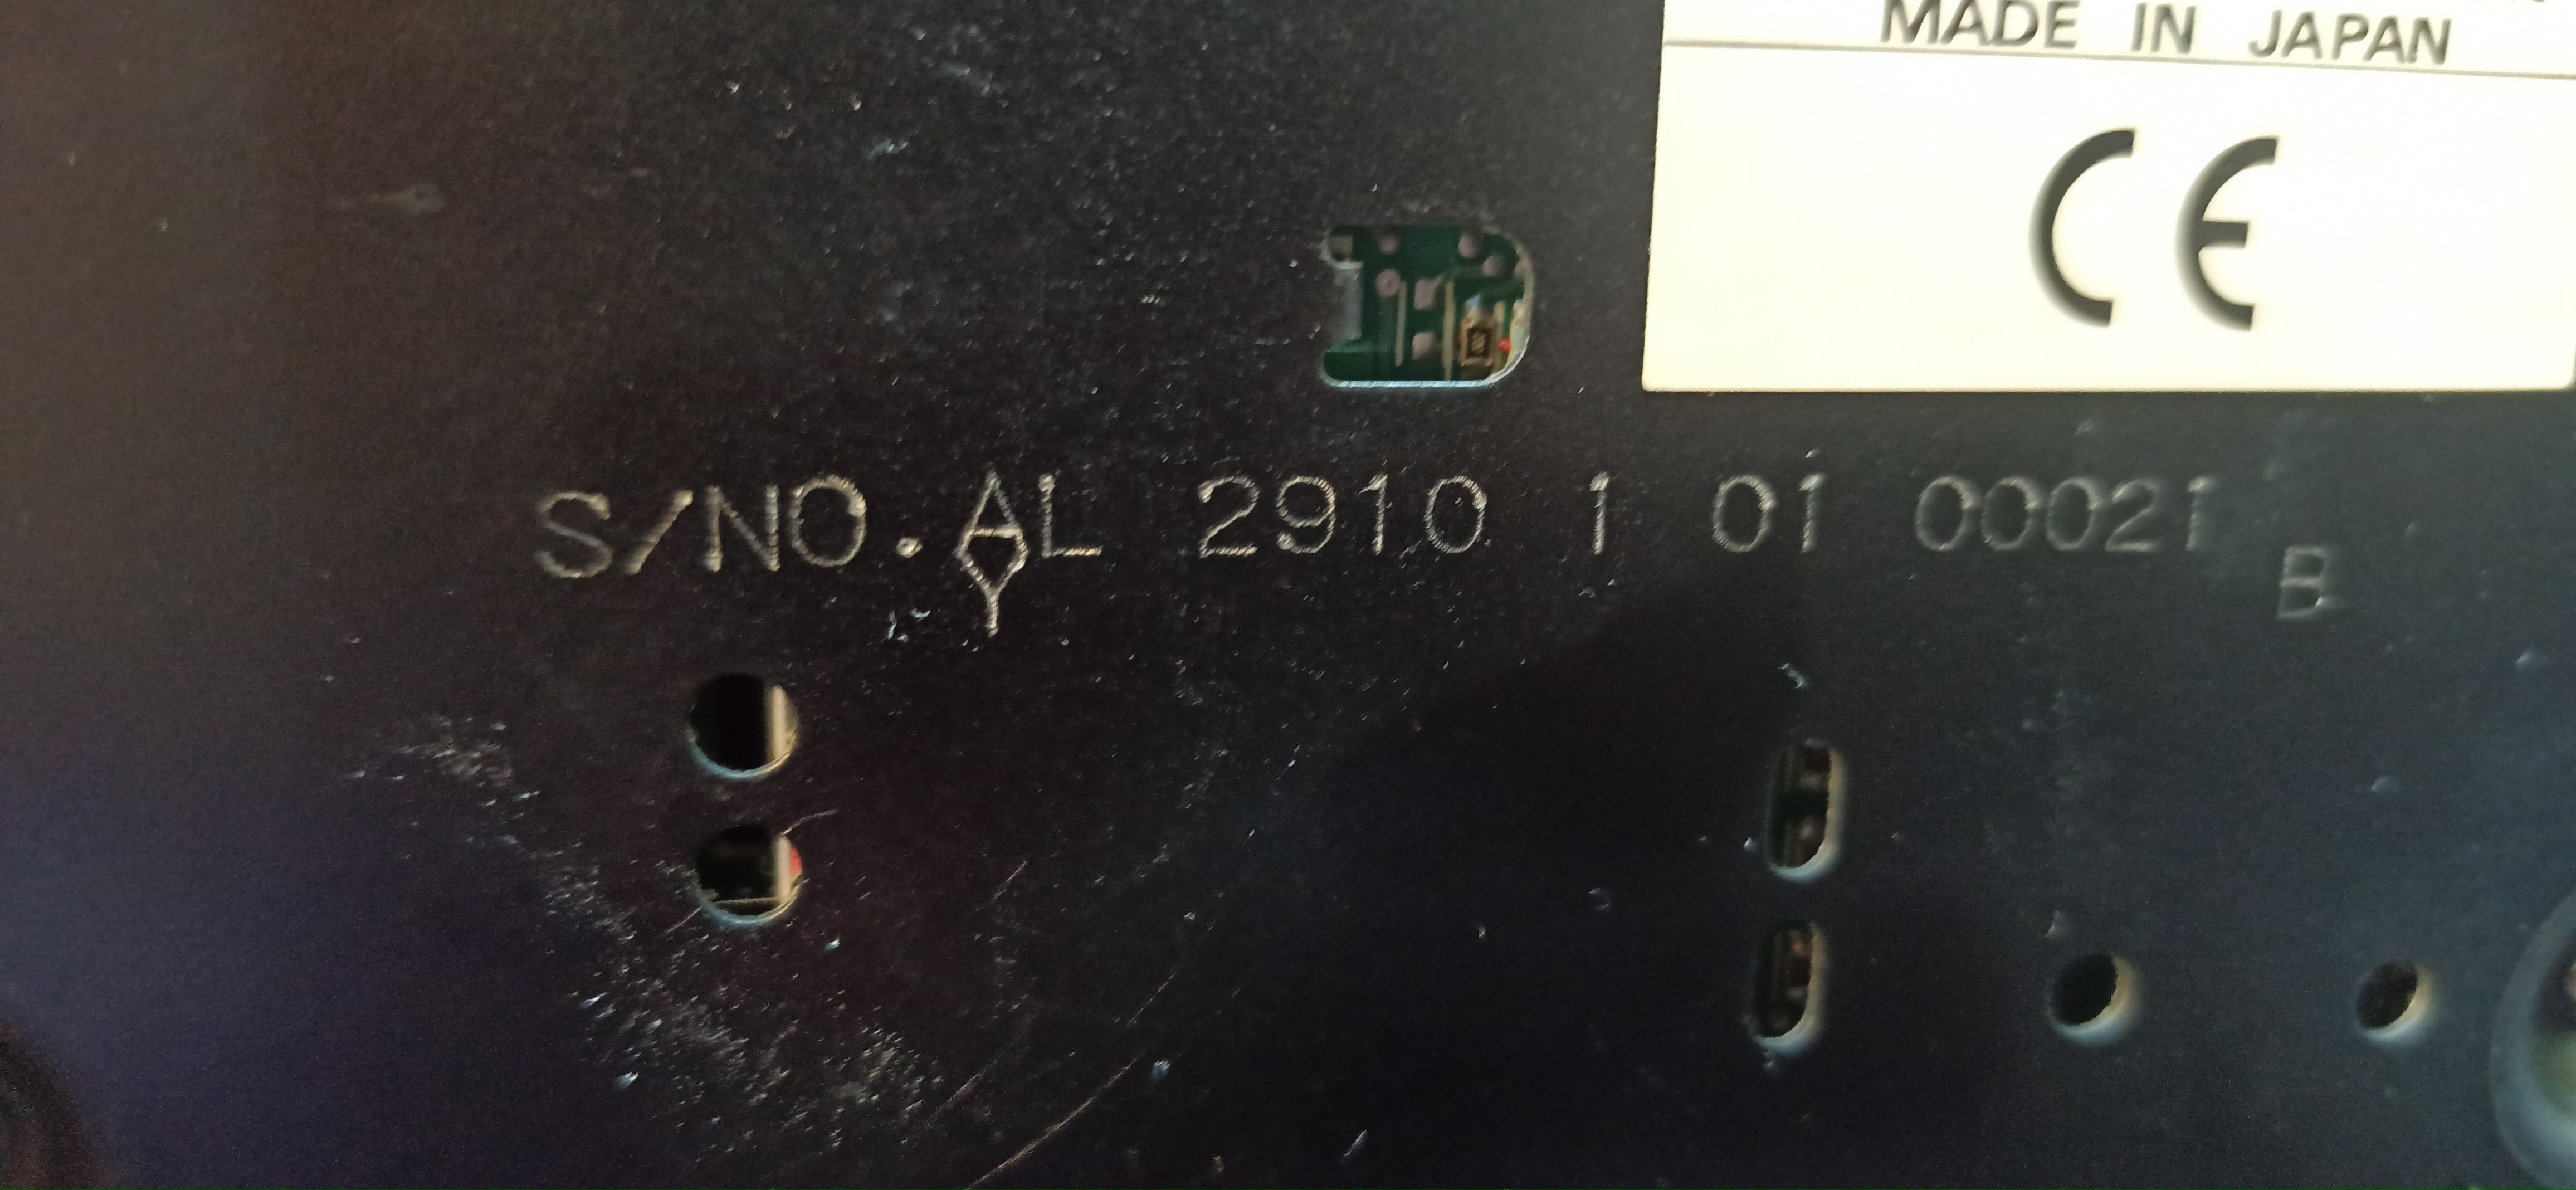 MADE IN JAPAN
CE
S/NO.AL 2910 1 01 00021
Y
B